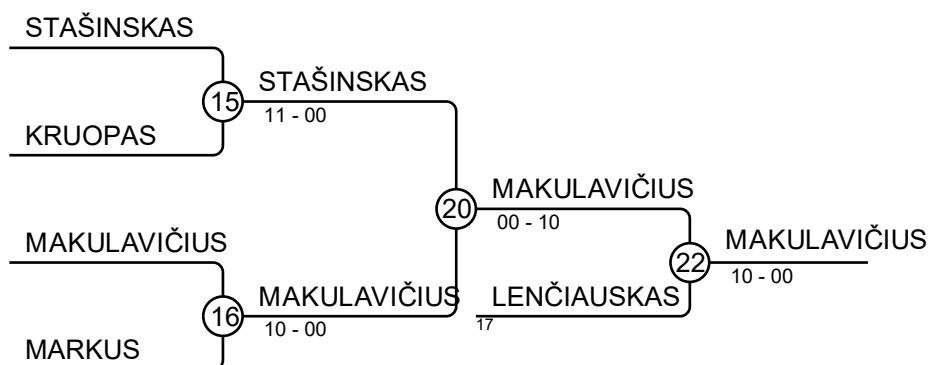 STAŠINSKAS
15
STAŠINSKAS
11 - 00
KRUOPAS
20
MAKULAVIČIUS
00 - 10
MAKULAVIČIUS
22
MAKULAVIČIUS
10 - 00
16
MAKULAVIČIUS
10 - 00
LENČIAUSKAS
17
MARKUS